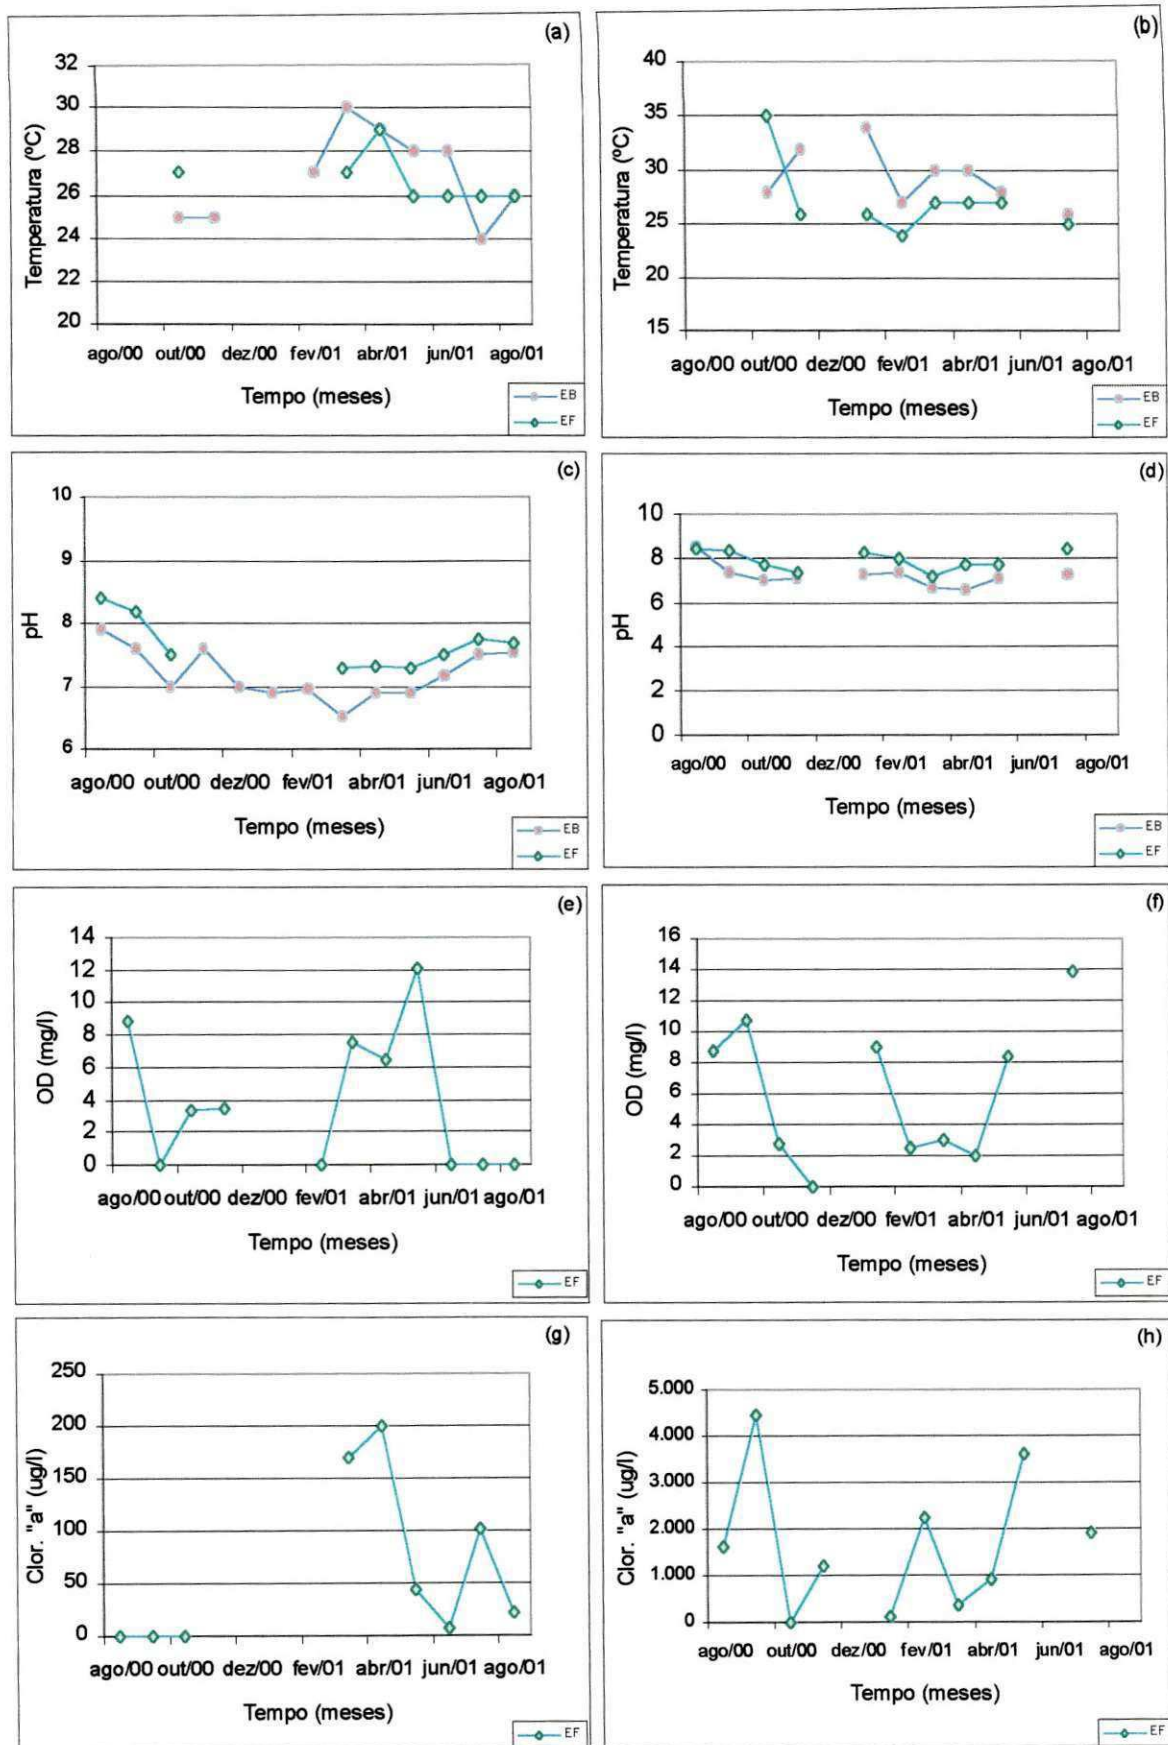 (a)
Temperatura (ºC)
32
30
28
26
24
22
20
ago/00 out/00 dez/00 fev/01 abr/01 jun/01 ago/01
Tempo (meses)
EB
EF
(b)
Temperatura (ºC)
40
35
30
25
20
15
ago/00 out/00 dez/00 fev/01 abr/01 jun/01 ago/01
Tempo (meses)
EB
EF
(c)
pH
10
9
8
7
6
ago/00 out/00 dez/00 fev/01 abr/01 jun/01 ago/01
Tempo (meses)
EB
EF
(d)
pH
10
8
6
4
2
0
ago/00 out/00 dez/00 fev/01 abr/01 jun/01 ago/01
Tempo (meses)
EB
EF
(e)
OD (mg/l)
14
12
10
8
6
4
2
0
ago/00 out/00 dez/00 fev/01 abr/01 jun/01 ago/01
Tempo (meses)
EF
(f)
OD (mg/l)
16
14
12
10
8
6
4
2
0
ago/00 out/00 dez/00 fev/01 abr/01 jun/01 ago/01
Tempo (meses)
EF
(g)
Clor. "a" (ug/l)
250
200
150
100
50
0
ago/00 out/00 dez/00 fev/01 abr/01 jun/01 ago/01
Tempo (meses)
EF
(h)
Clor. "a" (ug/l)
5.000
4.000
3.000
2.000
1.000
0
ago/00 out/00 dez/00 fev/01 abr/01 jun/01 ago/01
Tempo (meses)
EF